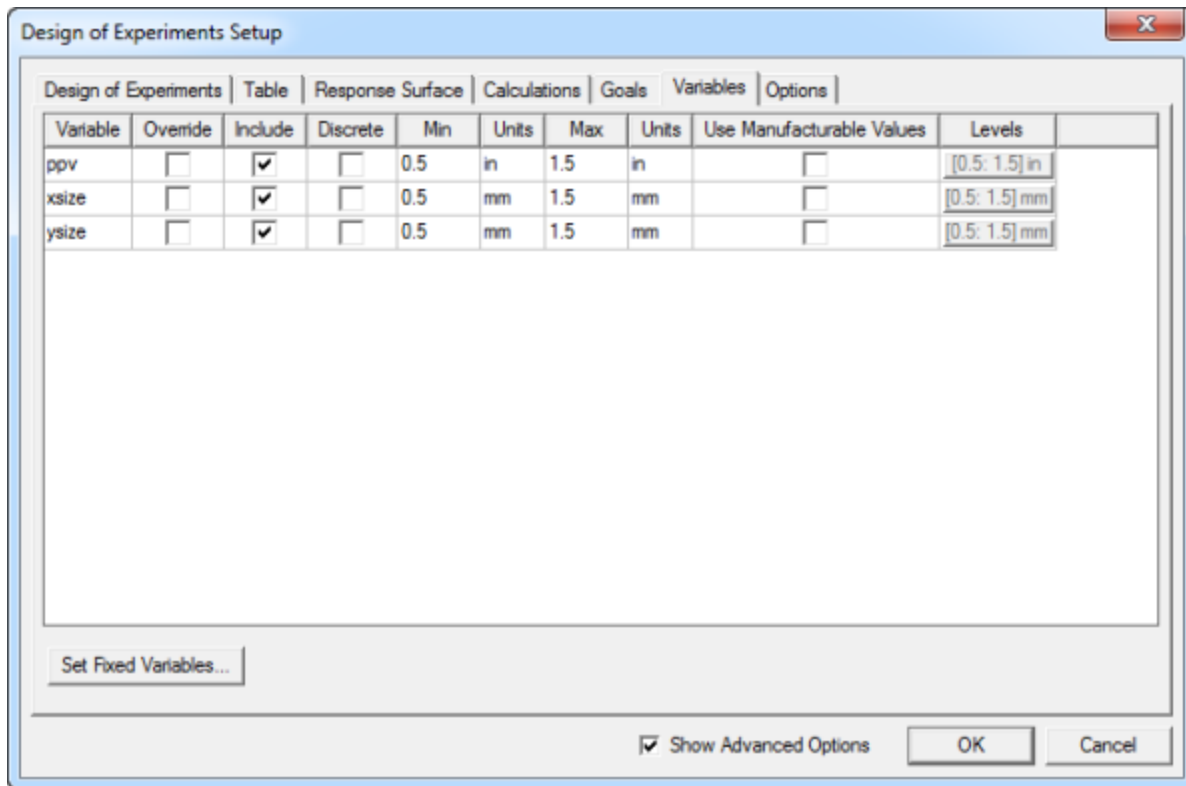 Design of Experiments Setup
Design of Experiments Table Response Surface Calculations Goals Variables Options
Variable Override Include Discrete Min Units Max Units Use Manufacturable Values Levels
ppv 0.5 in 1.5 in [0.5: 1.5] in
xsize 0.5 mm 1.5 mm [0.5: 1.5] mm
ysize 0.5 mm 1.5 mm [0.5: 1.5] mm
Set Fixed Variables...
Show Advanced Options OK Cancel